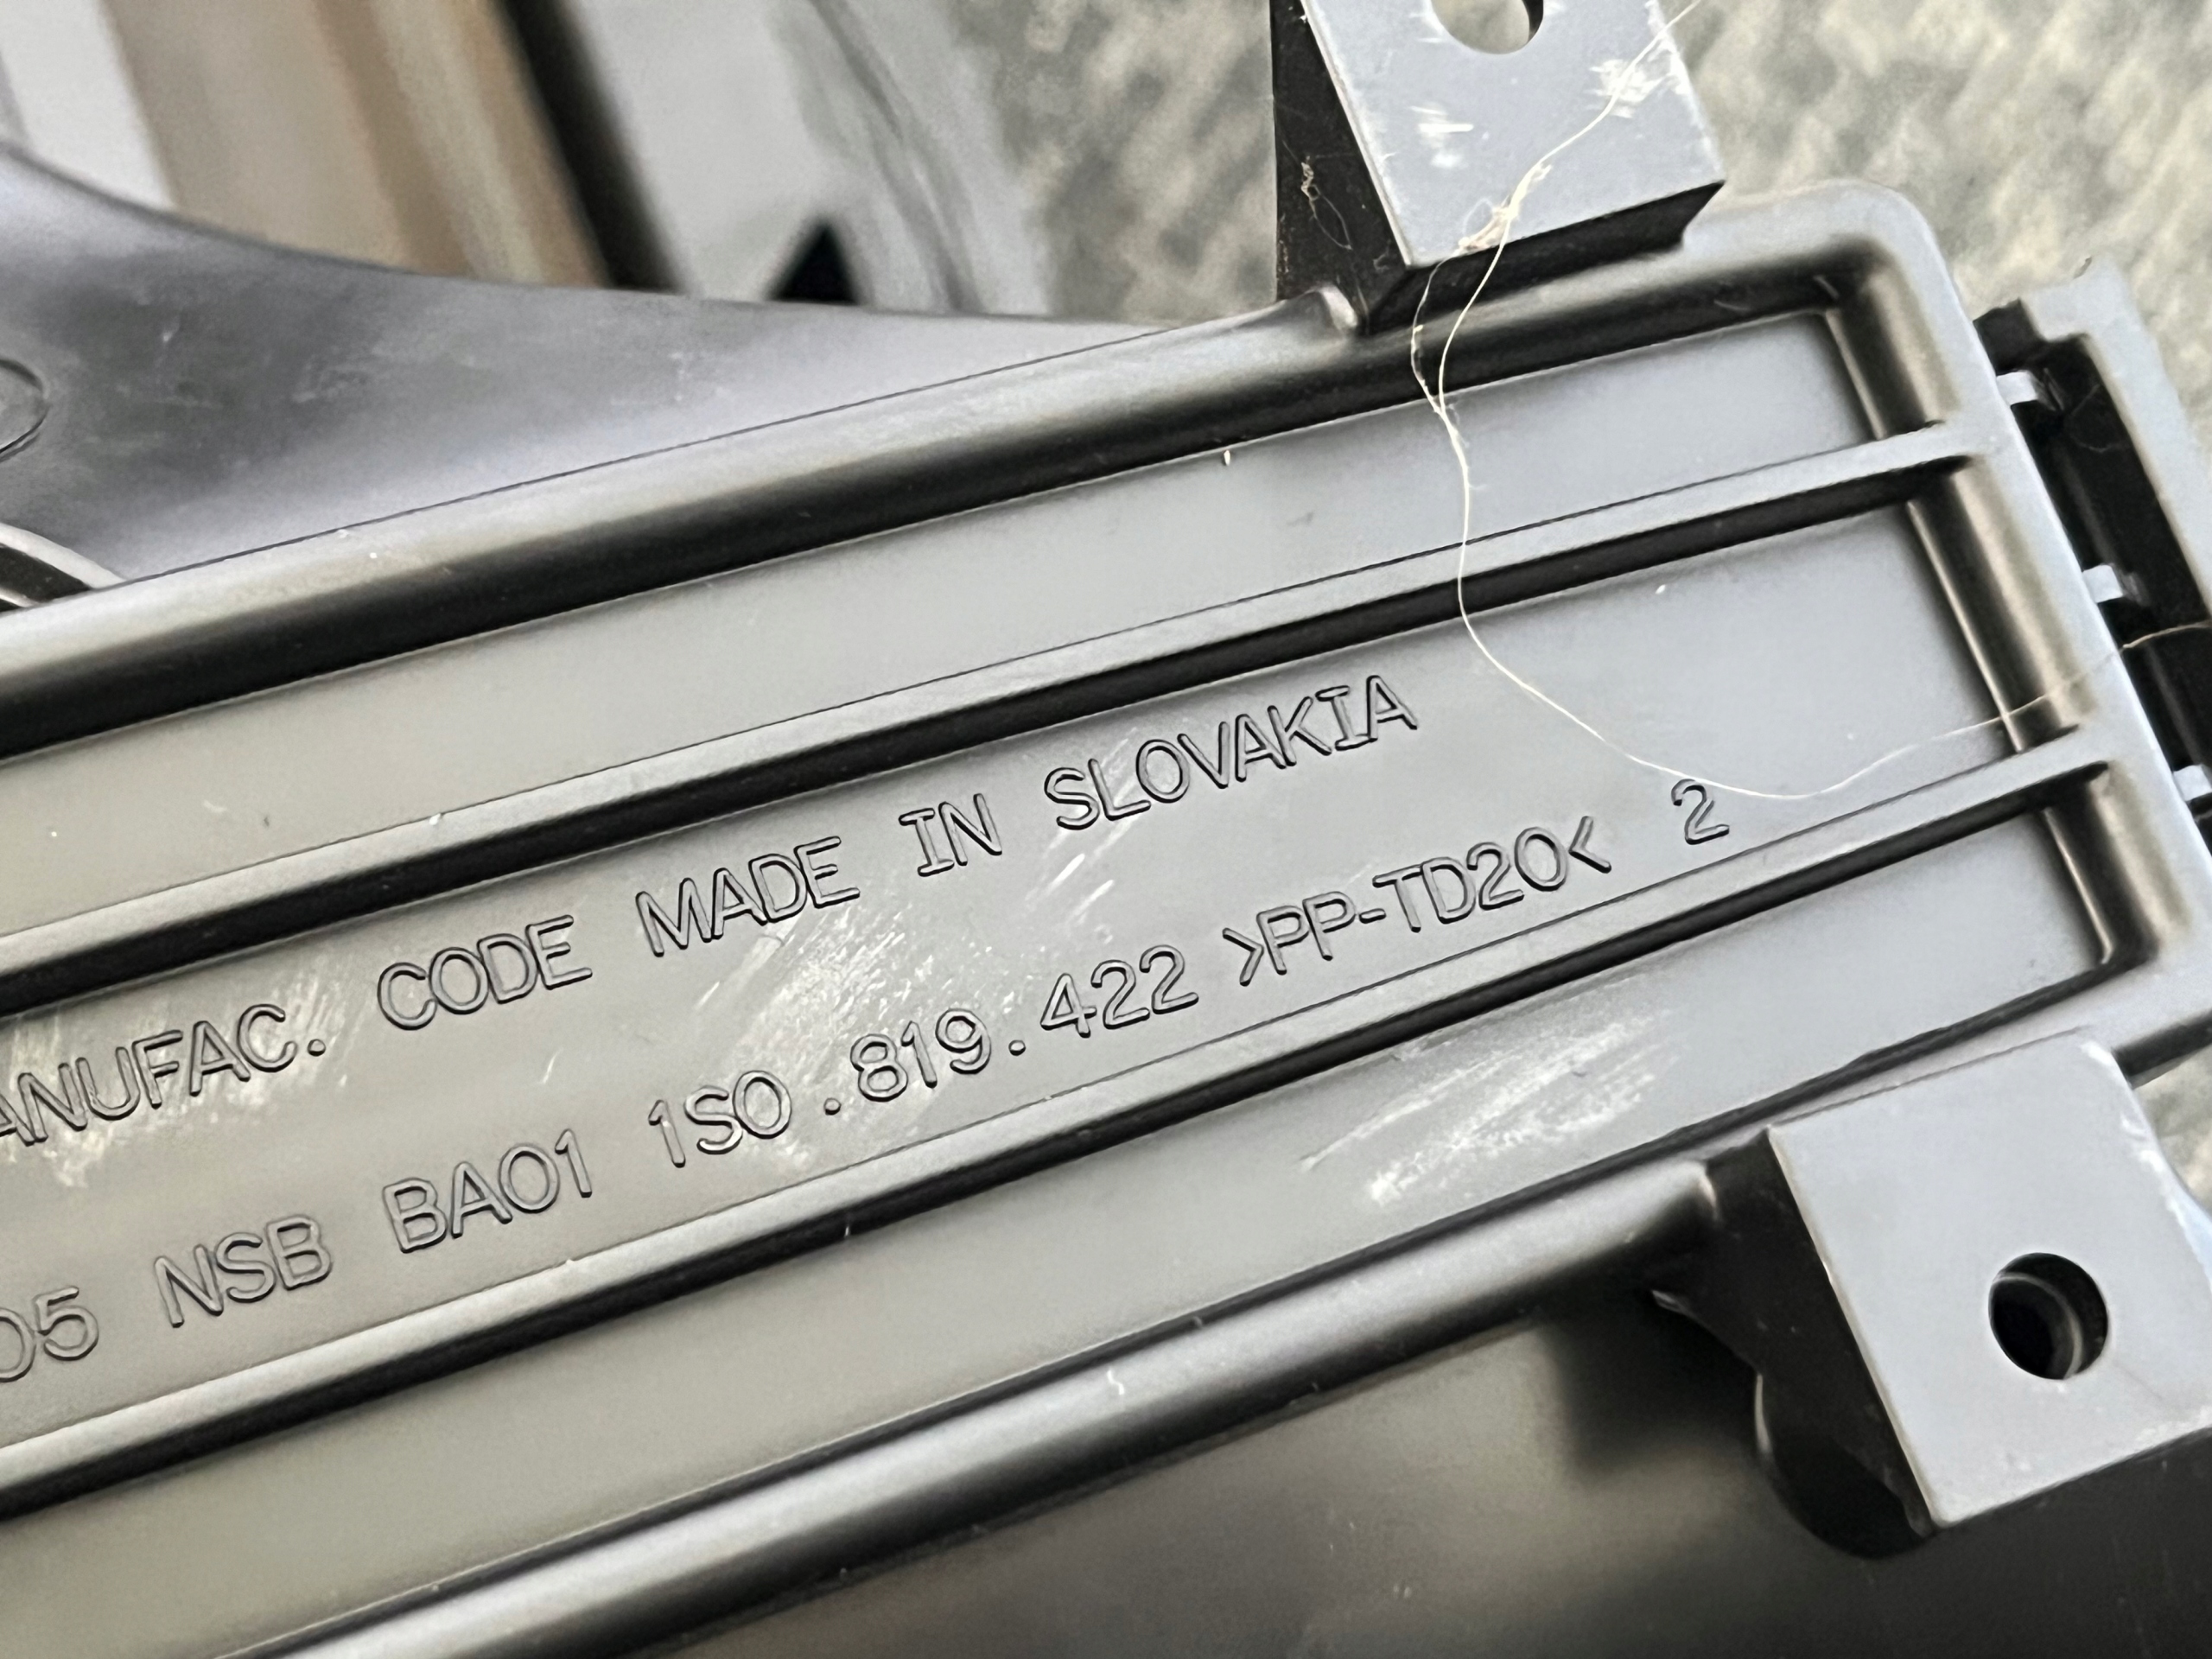 ANUFAC. CODE MADE IN SLOVAKIA
05 NSB BA01 1S0.819.422 >PP-TD20< 2